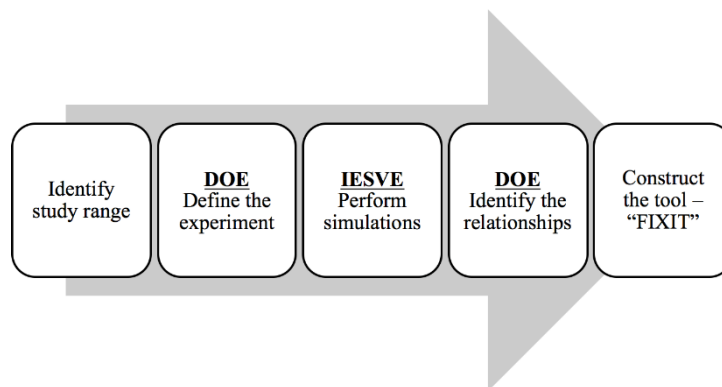 Identify
study range
DOE
Define the
experiment
IESVE
Perform
simulations
DOE
Identify the
relationships
Construct
the tool –
“FIXIT”